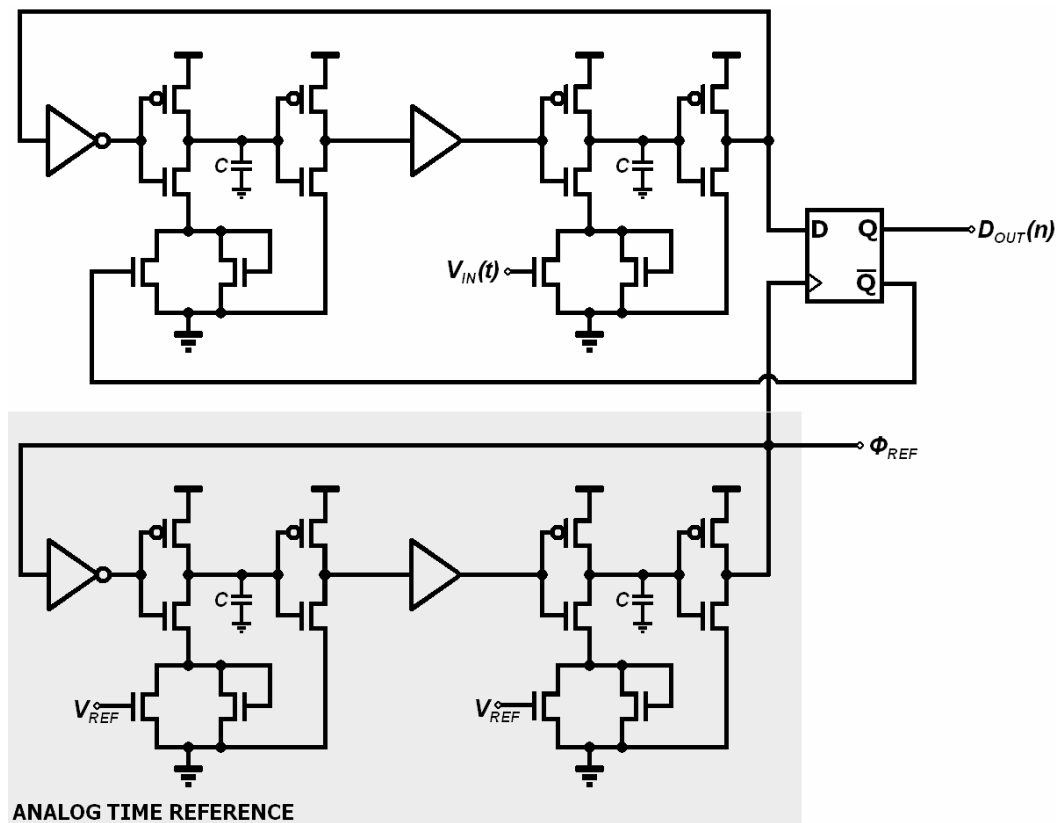 C
C
V_IN(t)
D Q
Q̅
D_OUT(n)
Φ_REF
C
C
V_REF
V_REF
ANALOG TIME REFERENCE